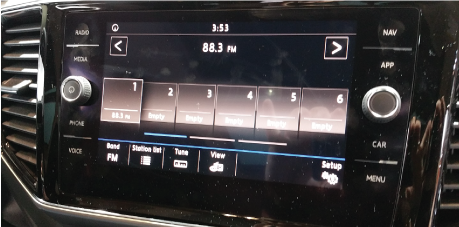 3:53
RADIO
NAV
88.3 FM
MEDIA
APP
1 2 3 4 5 6
88.3 FM Empty Empty Empty Empty Empty
PHONE
CAR
VOICE
Band Station list Tune View Setup
FM
MENU